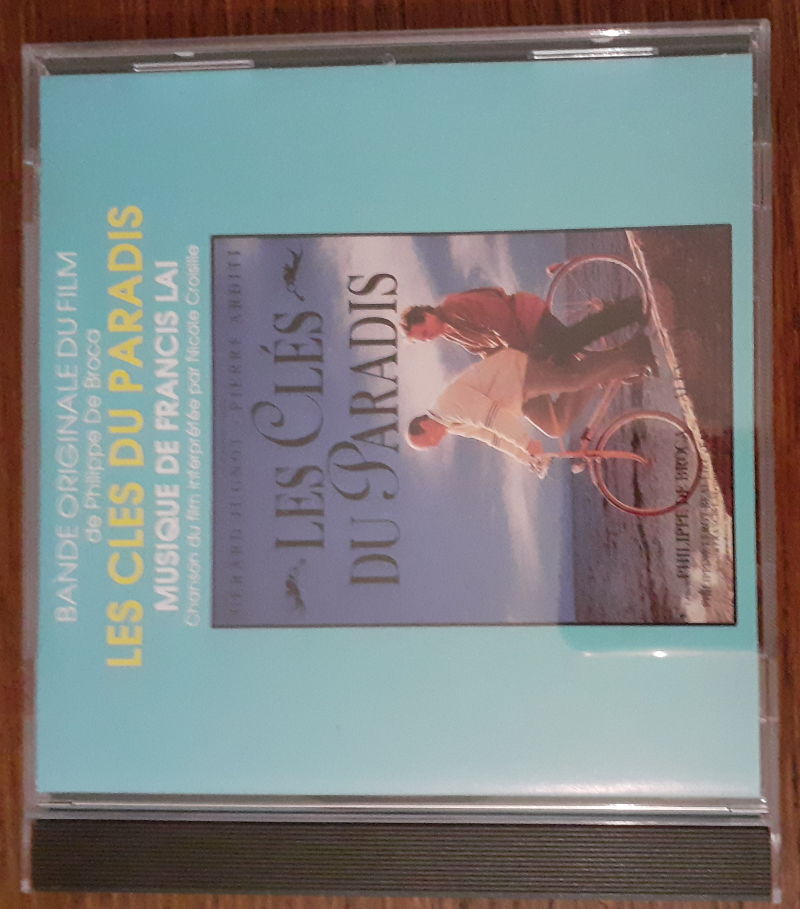 BANDE ORIGINALE DU FILM
de Philippe De Broca
LES CLES DU PARADIS
MUSIQUE DE FRANCIS LAI
Chanson du film interprétée par Nicole Croisille
GÉRARD JUGNOT · PIERRE ARDITI
LES CLÉS
DU PARADIS
PHILIPPE DE BROCA